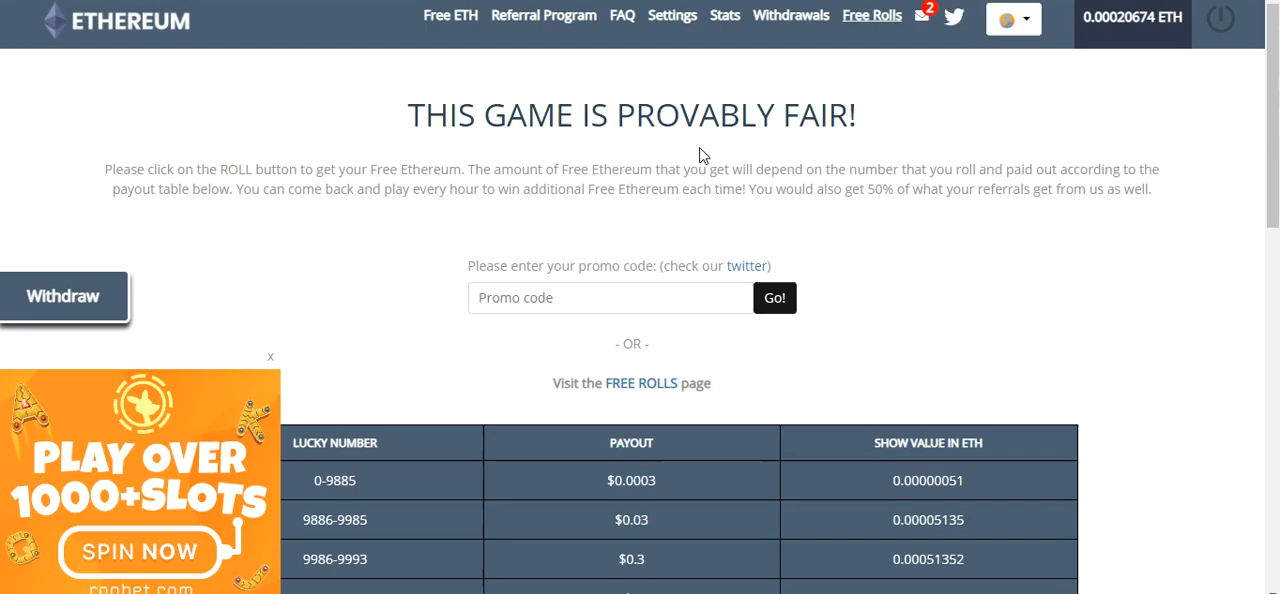 ETHEREUM
Free ETH Referral Program FAQ Settings Stats Withdrawals Free Rolls 2 0.00020674 ETH
THIS GAME IS PROVABLY FAIR!
Please click on the ROLL button to get your Free Ethereum. The amount of Free Ethereum that you get will depend on the number that you roll and paid out according to the
payout table below. You can come back and play every hour to win additional Free Ethereum each time! You would also get 50% of what your referrals get from us as well.
Please enter your promo code: (check our twitter)
Promo code Go!
- OR -
Visit the FREE ROLLS page
Withdraw
x
A K
PLAY OVER
1000+SLOTS
SPIN NOW
roobet.com
LUCKY NUMBER PAYOUT SHOW VALUE IN ETH
0-9885 $0.0003 0.00000051
9886-9985 $0.03 0.00005135
9986-9993 $0.3 0.00051352